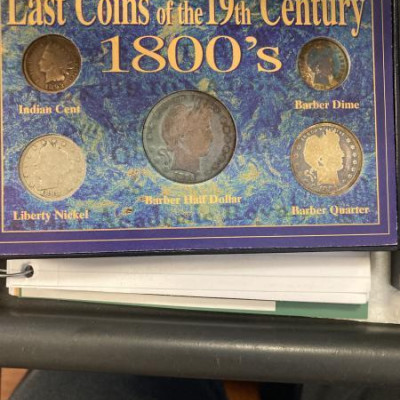 Last Coins of the 19th Century
1800's
Indian Cent
Barber Dime
Liberty Nickel
Barber Half Dollar
Barber Quarter